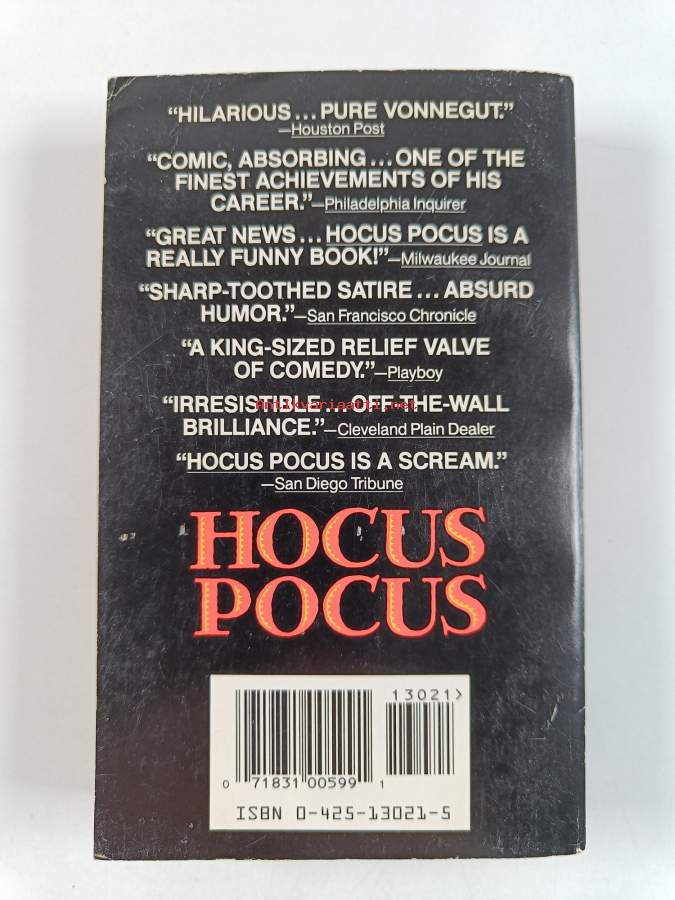 “HILARIOUS...PURE VONNEGUT.”
—Houston Post
“COMIC, ABSORBING...ONE OF THE
FINEST ACHIEVEMENTS OF HIS
CAREER.”—Philadelphia Inquirer
“GREAT NEWS...HOCUS POCUS IS A
REALLY FUNNY BOOK!”—Milwaukee Journal
“SHARP-TOOTHED SATIRE...ABSURD
HUMOR.”—San Francisco Chronicle
“A KING-SIZED RELIEF VALVE
OF COMEDY.”—Playboy
“IRRESISTIBLE...OFF-THE-WALL
Antikvariaatti.net
BRILLIANCE.”—Cleveland Plain Dealer
“HOCUS POCUS IS A SCREAM.”
—San Diego Tribune
HOCUS
POCUS
13021>
0 71831 00599 1
ISBN 0-425-13021-5